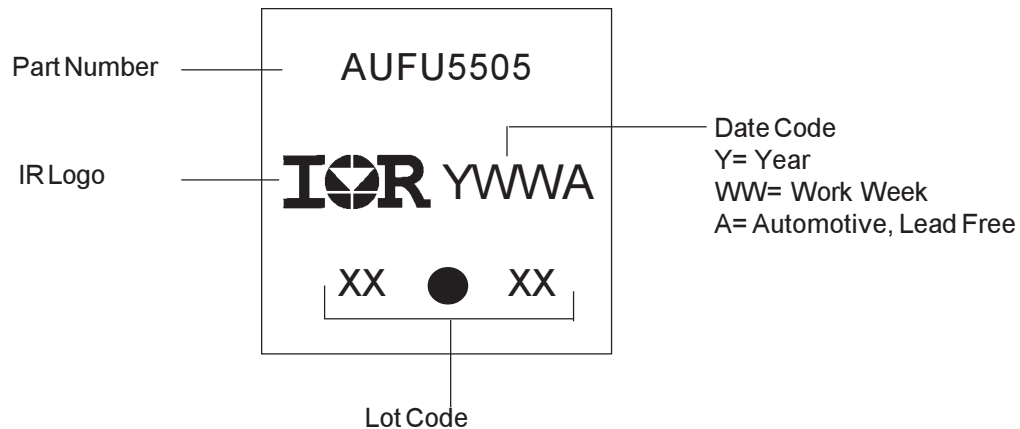 Part Number
AUFU5505
IR Logo
IOR YWWA
Date Code
Y= Year
WW= Work Week
A= Automotive, Lead Free
XX XX
Lot Code